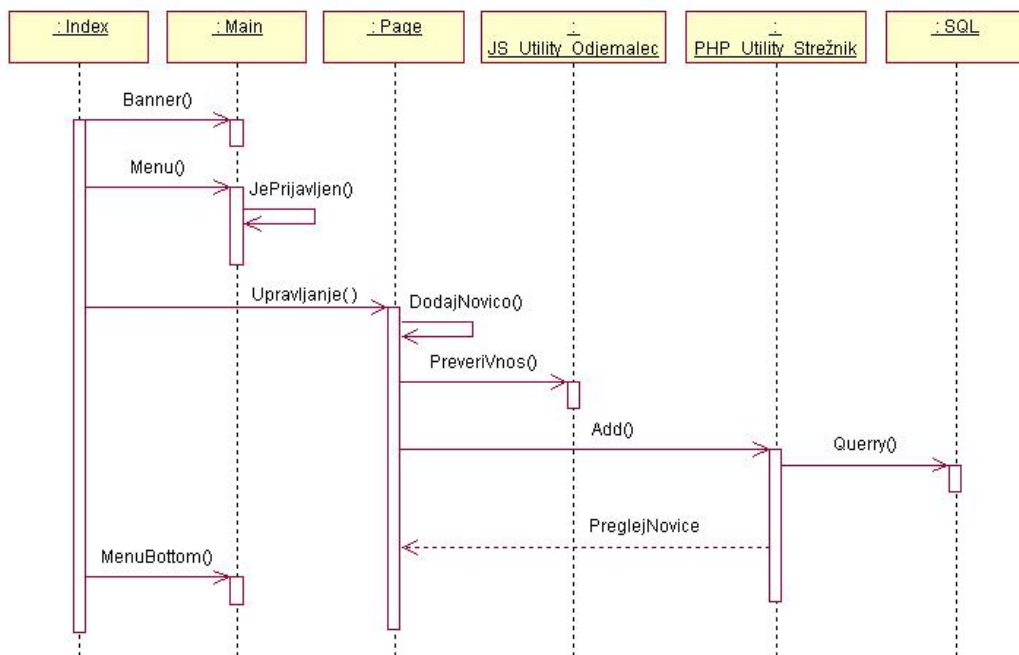 : Index
: Main
: Page
:
JS_Utility_Odjemalec
:
PHP_Utility_Strežnik
: SQL
Banner()
Menu()
JePrijavljen()
Upravljanje( )
DodajNovico()
PreveriVnos()
Add()
Querry()
PreglejNovice
MenuBottom()